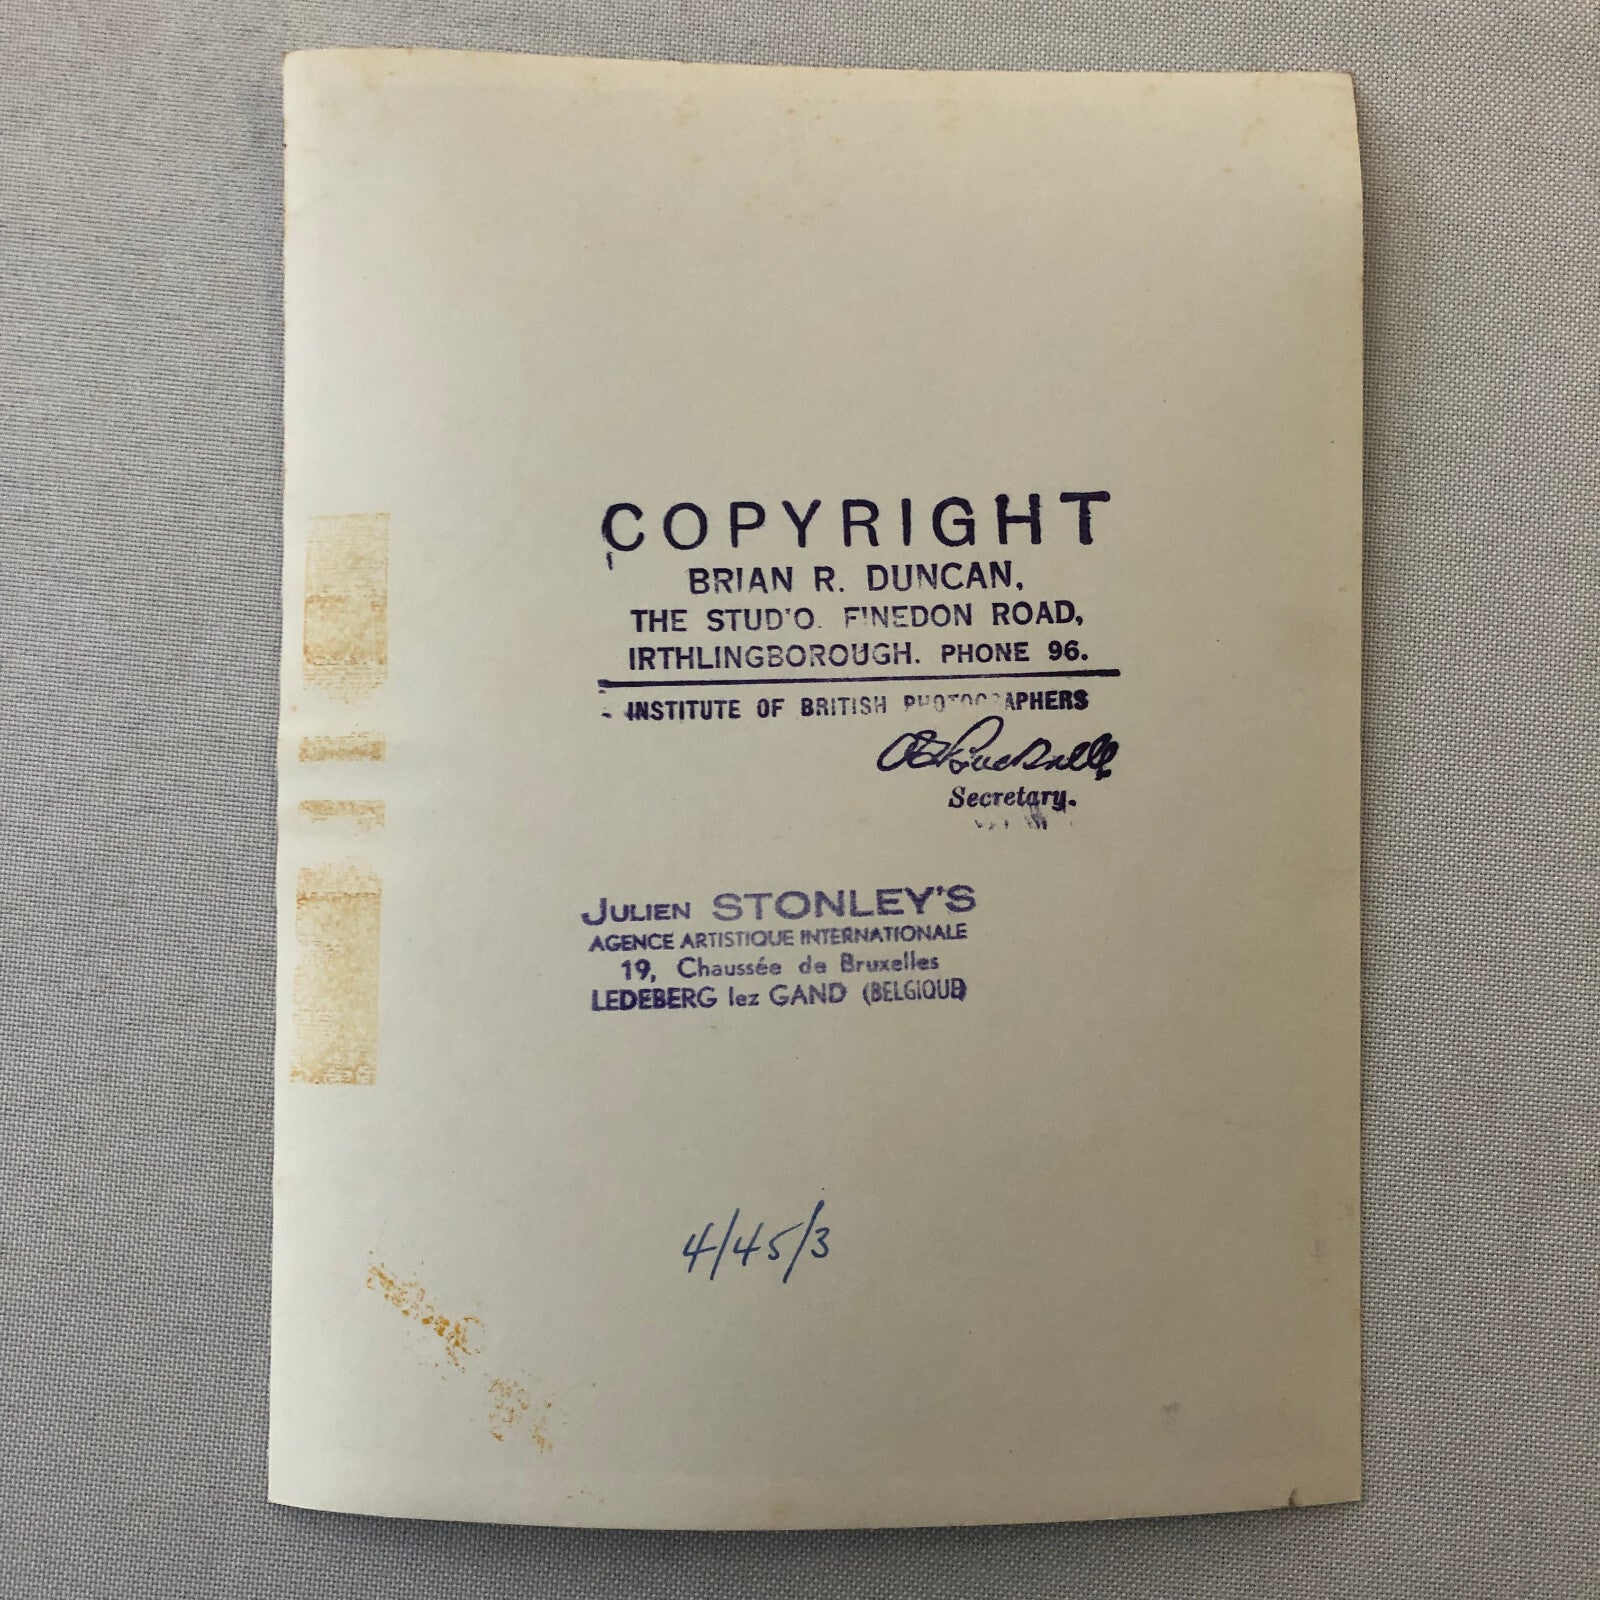 COPYRIGHT
BRIAN R. DUNCAN,
THE STUD'O. FINEDON ROAD,
IRTHLINGBOROUGH. PHONE 96.
INSTITUTE OF BRITISH PHOTOGRAPHERS
Secretary.
JULIEN STONLEY'S
AGENCE ARTISTIQUE INTERNATIONALE
19, Chaussée de Bruxelles
LEDEBERG lez GAND (BELGIQUE)
4/45/3